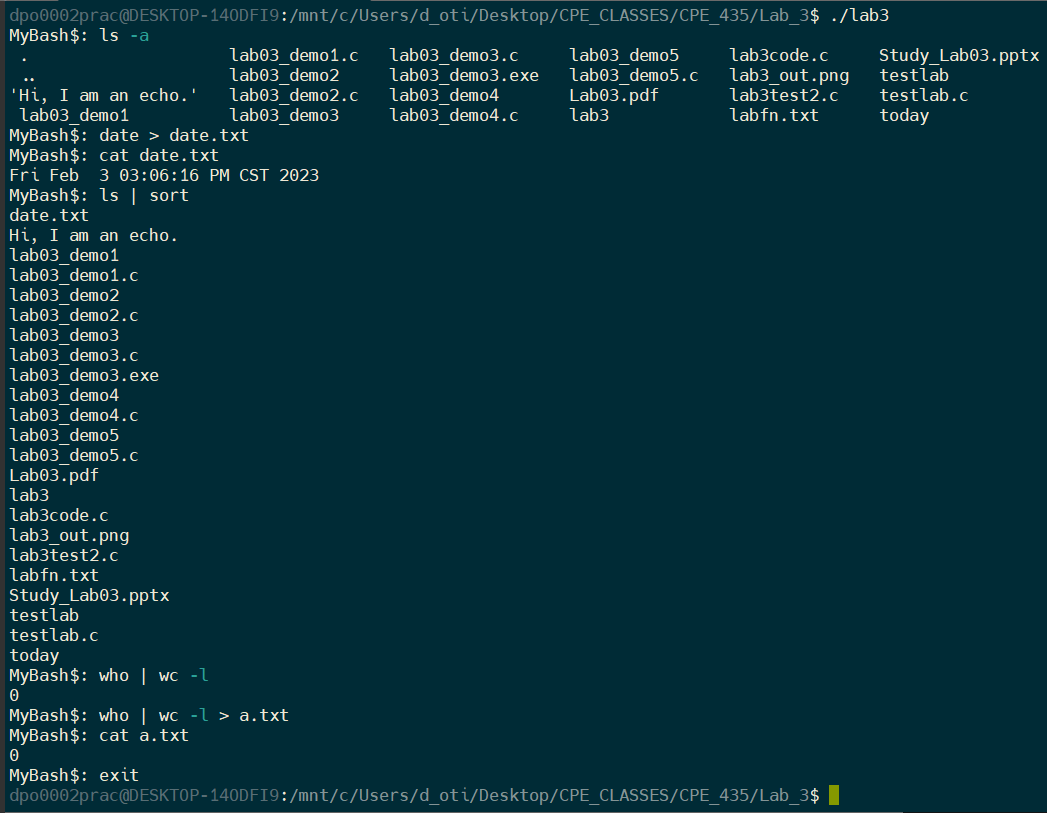 dpo0002prac@DESKTOP-14ODFI9:/mnt/c/Users/d_oti/Desktop/CPE_CLASSES/CPE_435/Lab_3$ ./lab3
MyBash$: ls -a
 .                    lab03_demo1.c   lab03_demo3.c     lab03_demo5     lab3code.c     Study_Lab03.pptx
 ..                   lab03_demo2     lab03_demo3.exe   lab03_demo5.c   lab3_out.png   testlab
'Hi, I am an echo.'   lab03_demo2.c   lab03_demo4       Lab03.pdf       lab3test2.c    testlab.c
 lab03_demo1          lab03_demo3     lab03_demo4.c     lab3            labfn.txt      today
MyBash$: date > date.txt
MyBash$: cat date.txt
Fri Feb  3 03:06:16 PM CST 2023
MyBash$: ls | sort
date.txt
Hi, I am an echo.
lab03_demo1
lab03_demo1.c
lab03_demo2
lab03_demo2.c
lab03_demo3
lab03_demo3.c
lab03_demo3.exe
lab03_demo4
lab03_demo4.c
lab03_demo5
lab03_demo5.c
Lab03.pdf
lab3
lab3code.c
lab3_out.png
lab3test2.c
labfn.txt
Study_Lab03.pptx
testlab
testlab.c
today
MyBash$: who | wc -l
0
MyBash$: who | wc -l > a.txt
MyBash$: cat a.txt
0
MyBash$: exit
dpo0002prac@DESKTOP-14ODFI9:/mnt/c/Users/d_oti/Desktop/CPE_CLASSES/CPE_435/Lab_3$